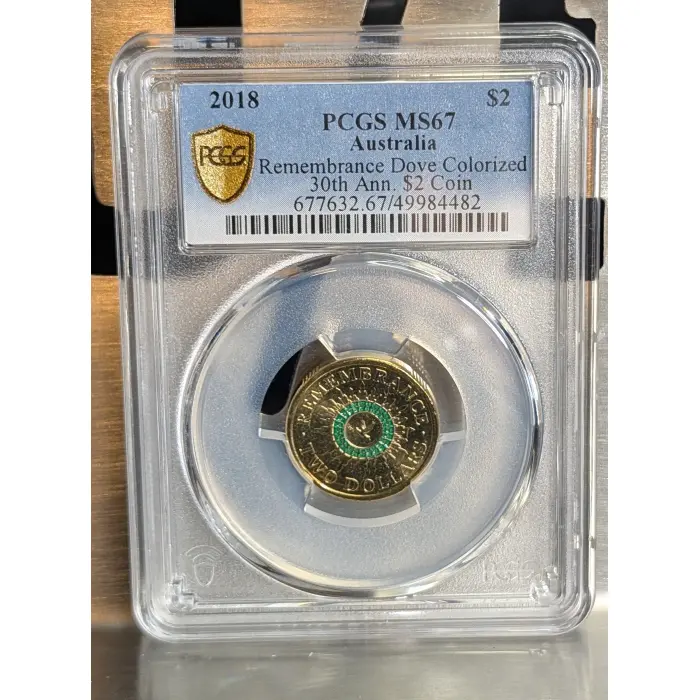 2018 $2
PCGS MS67
Australia
PCGS
Remembrance Dove Colorized
30th Ann. $2 Coin
677632.67/49984482
REMEMBRANCE
TWO DOLLARS
PCGS